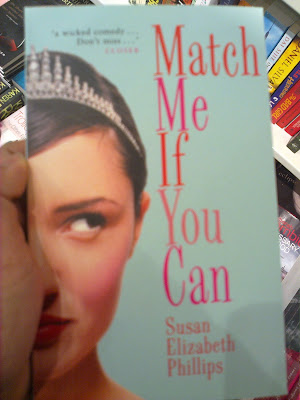 'a wicked comedy...
Don't miss...'
CLOSER
Match
Me
If
You
Can
Susan
Elizabeth
Phillips